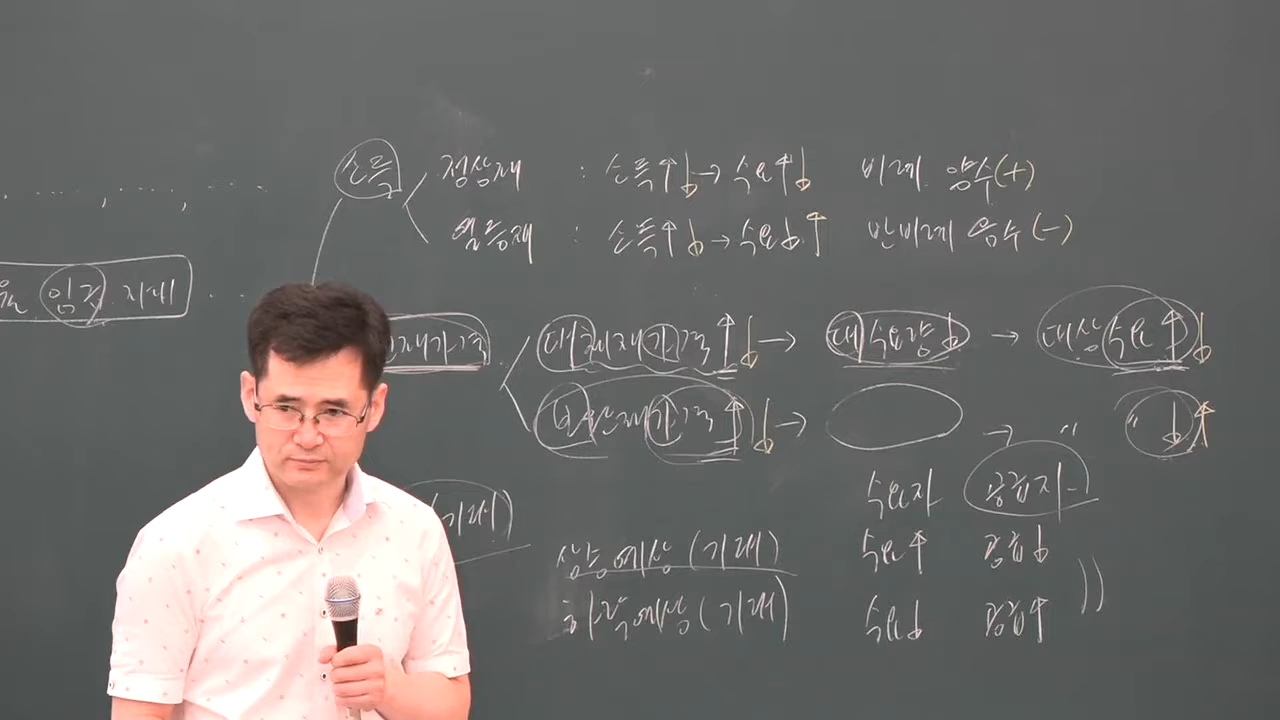 소득
정상재 : 소득↑↓→ 수요↑↓ 비례 양수(+)
열등재 : 소득↑↓→ 수요↓↑ 반비례 음수(-)
임주 지대
재가격
대체재가격↑↓→ 대 수요량↓ → 대상수요↑↓
보완재가격↑↓→ → 〃 " ↓↑
수요자 공급자
(기대)
상승예상(기대) 수요↑ 공급↓
하락예상(기대) 수요↓ 공급↑